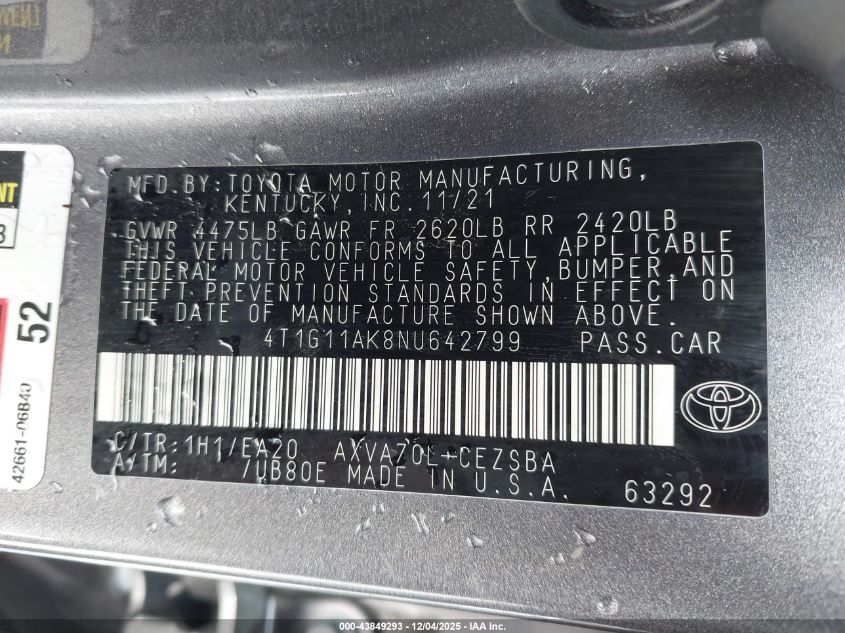 MFD.BY:TOYOTA MOTOR MANUFACTURING,
KENTUCKY,INC.11/21
GVWR 4475LB GAWR FR 2620LB RR 2420LB
THIS VEHICLE CONFORMS TO ALL APPLICABLE
FEDERAL MOTOR VEHICLE SAFETY,BUMPER,AND
THEFT PREVENTION STANDARDS IN EFFECT ON
THE DATE OF MANUFACTURE SHOWN ABOVE.
4T1G11AK8NU642799 PASS.CAR
C/TR:1H1/EA20 AXVA70L-CEZSBA
A/TM: /UB80E MADE IN U.S.A. 63292
52
42661-06B40
000-43849293 - 12/04/2025 - IAA Inc.